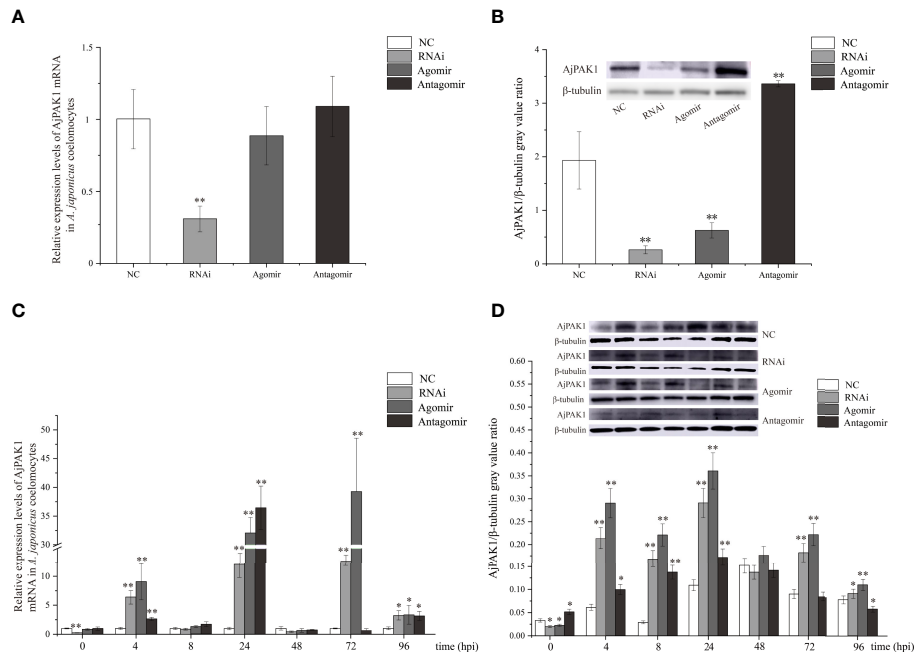 A
Relative expression levels of AjPAK1 mRNA
in A. japonicus coelomocytes
1.5
1
0.5
0
**
NC
RNAi
Agomir
Antagomir
NC
RNAi
Agomir
Antagomir
B
AjPAK1/β-tubulin gray value ratio
4
3
2
1
0
AjPAK1
β-tubulin
NC
RNAi
Agomir
Antagomir
**
**
**
NC
RNAi
Agomir
Antagomir
NC
RNAi
Agomir
Antagomir
C
Relative expression levels of AjPAK1
mRNA in A. japonicus coelomocytes
50
45
40
35
30
10
5
0
**
**
**
**
**
**
**
**
**
*
*
*
0
4
8
24
48
72
96
time (hpi)
NC
RNAi
Agomir
Antagomir
D
AjPAK1/β-tubulin gray value ratio
0.60
0.55
0.50
0.45
0.40
0.35
0.30
0.25
0.20
0.15
0.10
0.05
0.00
AjPAK1
β-tubulin
NC
AjPAK1
β-tubulin
RNAi
AjPAK1
β-tubulin
Agomir
AjPAK1
β-tubulin
Antagomir
NC
RNAi
Agomir
Antagomir
*
*
*
**
**
*
**
**
**
**
**
**
**
**
*
**
*
0
4
8
24
48
72
96
time (hpi)